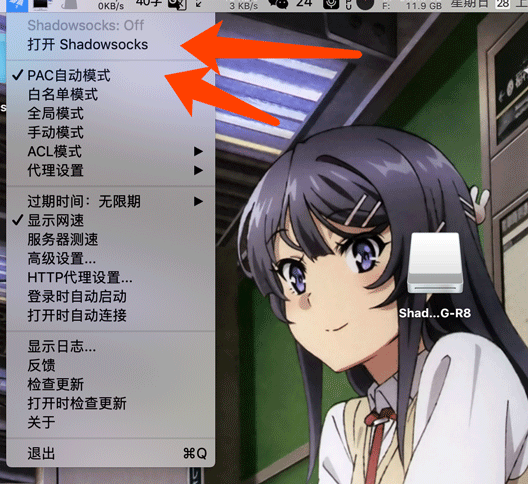 40字
0KB/s
3 KB/s
24
F:
11.9 GB
星期日
28
上
Shadowsocks: Off
打开 Shadowsocks
✓ PAC自动模式
白名单模式
全局模式
手动模式
ACL模式
代理设置
过期时间：无限期
✓ 显示网速
服务器测速
高级设置...
HTTP代理设置...
登录时自动启动
打开时自动连接
显示日志...
反馈
检查更新
打开时检查更新
关于
退出 ⌘Q
s
Shad...G-R8